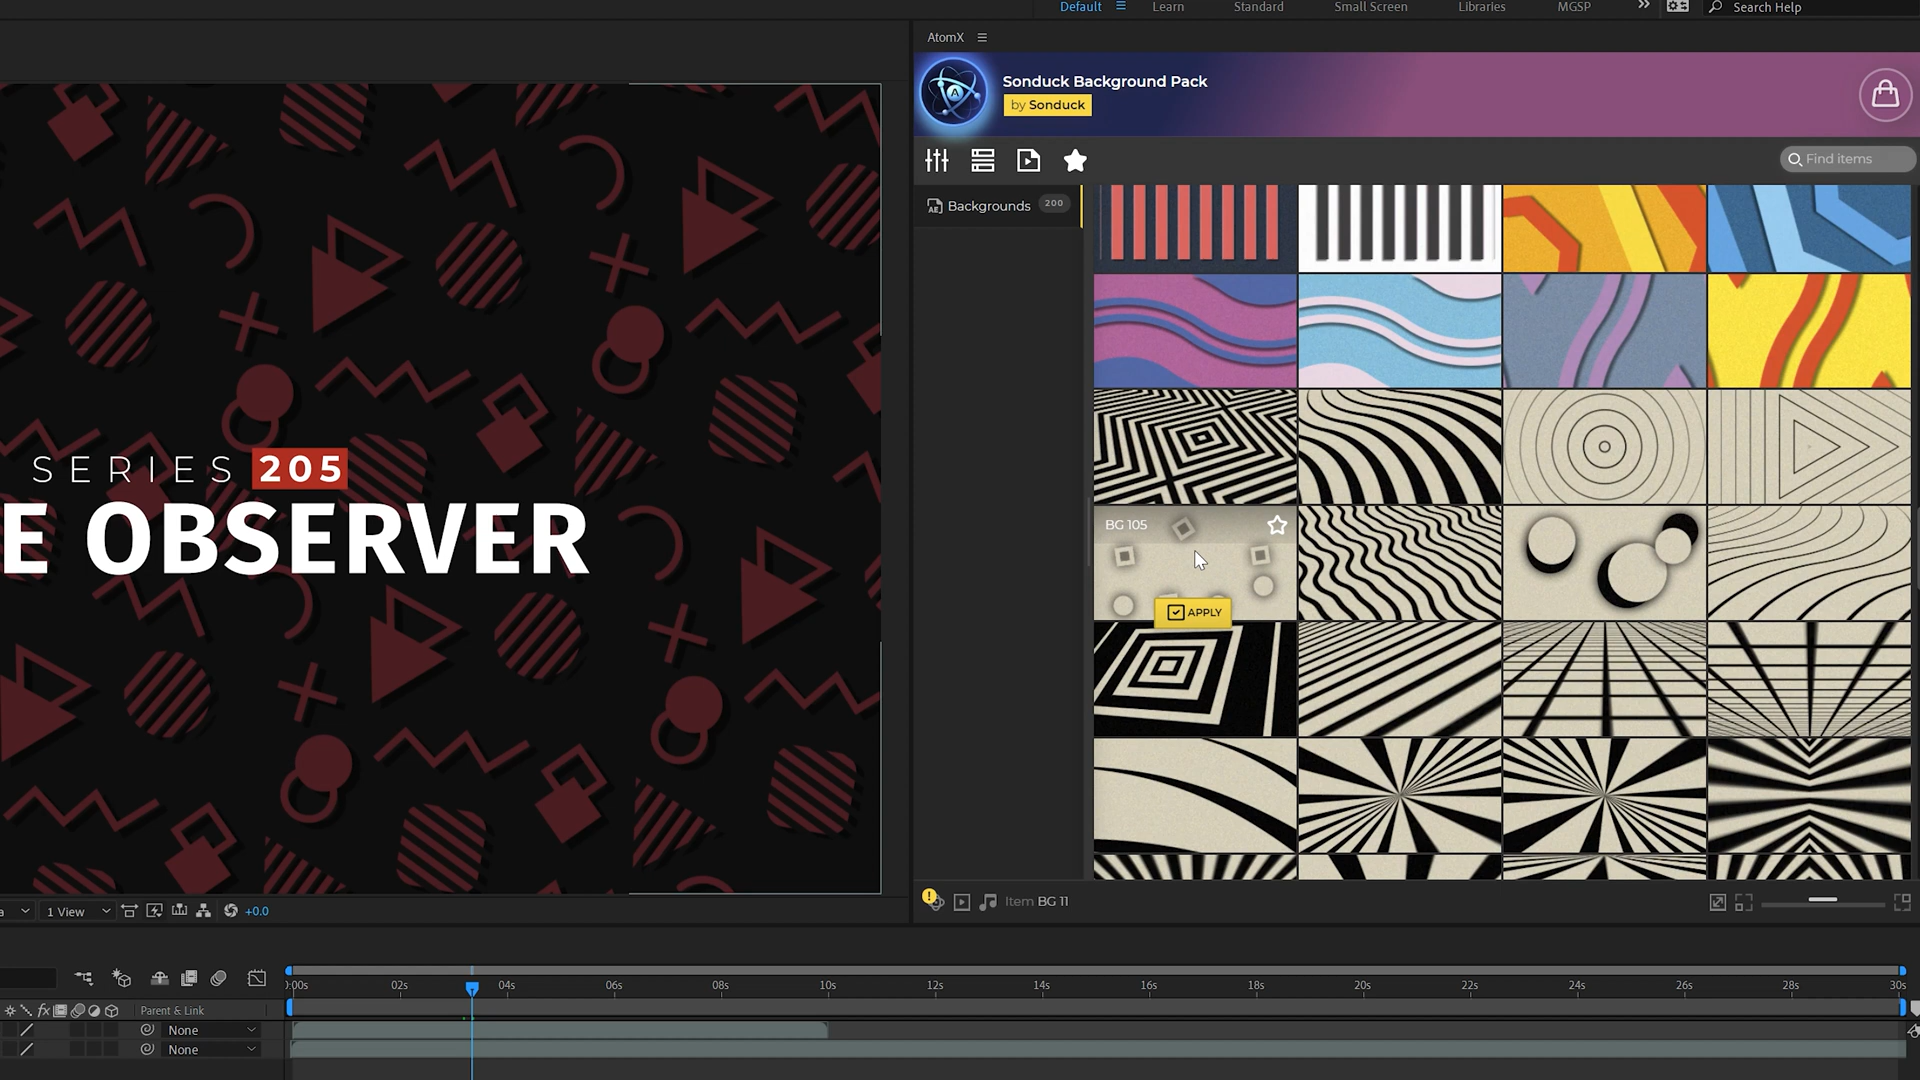 Default
Learn
Standard
Small Screen
Libraries
MGSP
Search Help
AtomX
A
Sonduck Background Pack
by Sonduck
Find items
AE Backgrounds 200
SERIES 205
E OBSERVER
BG 105
APPLY
a
1 View
+0.0
Item BG 11
):00s 02s 04s 06s 08s 10s 12s 14s 16s 18s 20s 22s 24s 26s 28s 30s
fx
Parent & Link
None
None